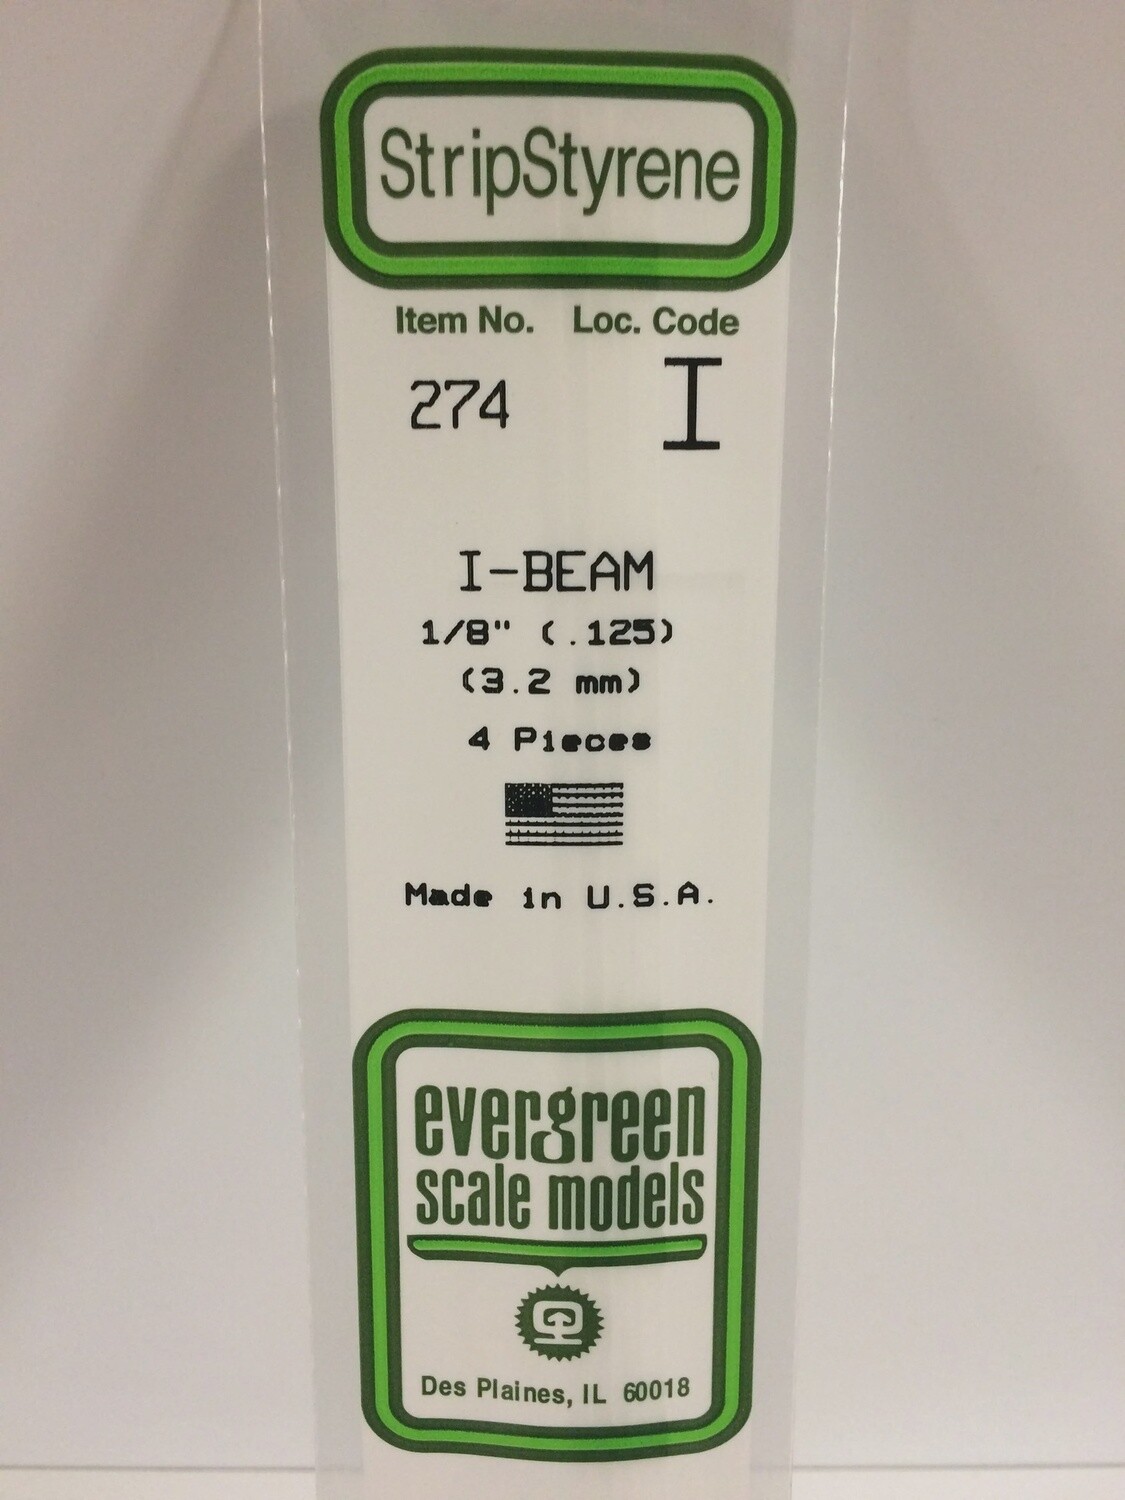 StripStyrene
Item No. Loc. Code
274 I
I-BEAM
1/8" (.125)
(3.2 mm)
4 Pieces
Made in U.S.A.
evergreen
scale models
Des Plaines, IL 60018